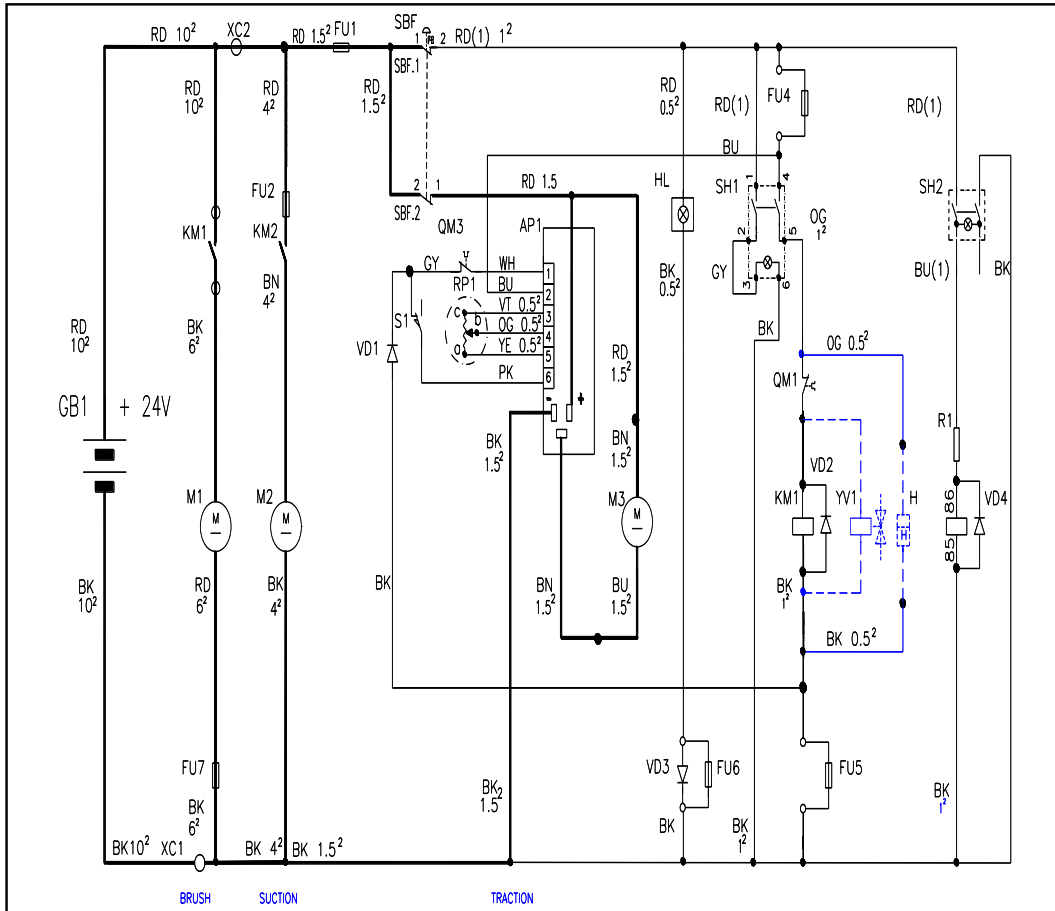 RD 10² XC2 RD 1.5² FU1 SBF RD(1) 1²
1 2
SBF.1
RD 10²
RD 4²
RD 1.5²
RD 0.5²
RD(1)
FU4
RD(1)
BU
FU2
2 1
RD 1.5
SBF.2
QM3
AP1
HL
SH1
1 4
OG 1²
SH2
KM1
KM2
GY
WH
1
RP1
BU
2
VT 0.5²
3
c
b
OG 0.5²
4
a
YE 0.5²
5
PK
6
S1
VD1
2 5
GY
3 6
BK
BU(1)
BK
BN 4²
BK 0.5²
RD 10²
BK 6²
RD 1.5²
OG 0.5²
QM1
GB1 + 24V
- +
BK 1.5²
BN 1.5²
R1
M1
M
M2
M
M3
M
KM1
VD2
YV1
H
H
86
85
VD4
BK 10²
RD 6²
BK 4²
BK
BN 1.5²
BU 1.5²
BK 1²
BK 0.5²
FU7
BK 1.5²
VD3
FU6
FU5
BK 6²
BK
BK 1²
BK 1²
BK10² XC1 BK 4² BK 1.5²
BRUSH SUCTION TRACTION